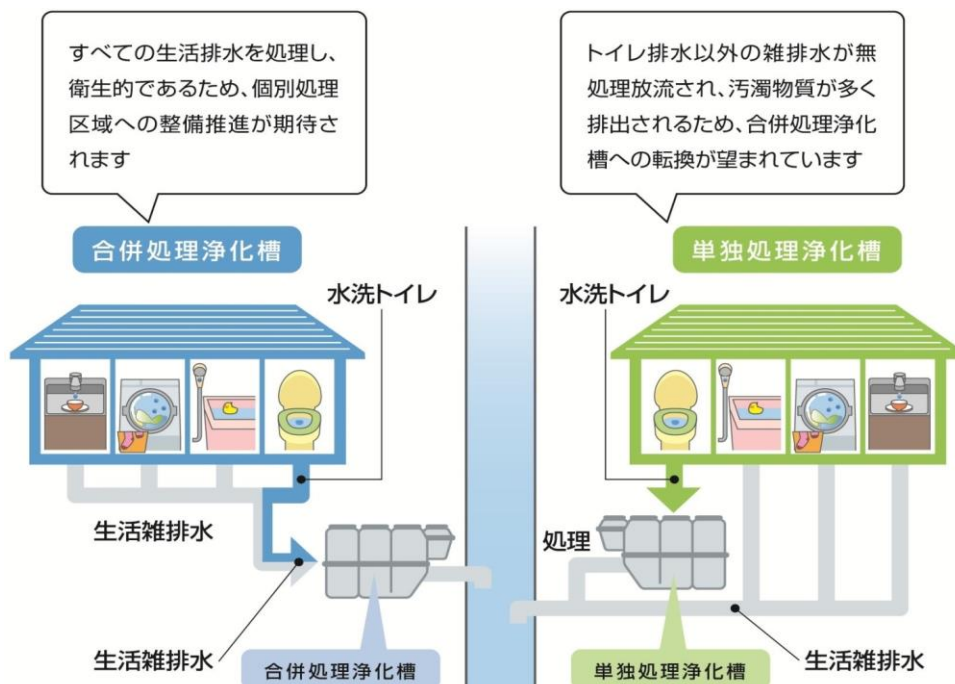 すべての生活排水を処理し、
衛生的であるため、個別処理
区域への整備推進が期待さ
れます
トイレ排水以外の雑排水が無
処理放流され、汚濁物質が多く
排出されるため、合併処理浄化
槽への転換が望まれています
合併処理浄化槽
単独処理浄化槽
水洗トイレ
水洗トイレ
生活雑排水
処理
生活雑排水
合併処理浄化槽
単独処理浄化槽
生活雑排水